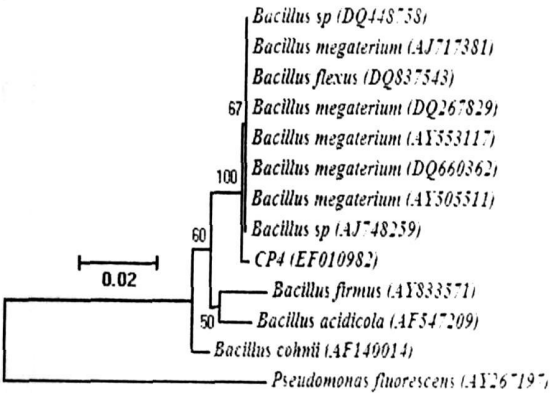 Bacillus sp (DQ448758)
Bacillus megaterium (AJ717381)
Bacillus flexus (DQ837543)
67
Bacillus megaterium (DQ267829)
Bacillus megaterium (AY553117)
Bacillus megaterium (DQ660362)
100
Bacillus megaterium (AY505511)
Bacillus sp (AJ748259)
60
CP4 (EF010982)
0.02
Bacillus firmus (AY833571)
50
Bacillus acidicola (AF547209)
Bacillus cohnii (AF140014)
Pseudomonas fluorescens (AY267197)